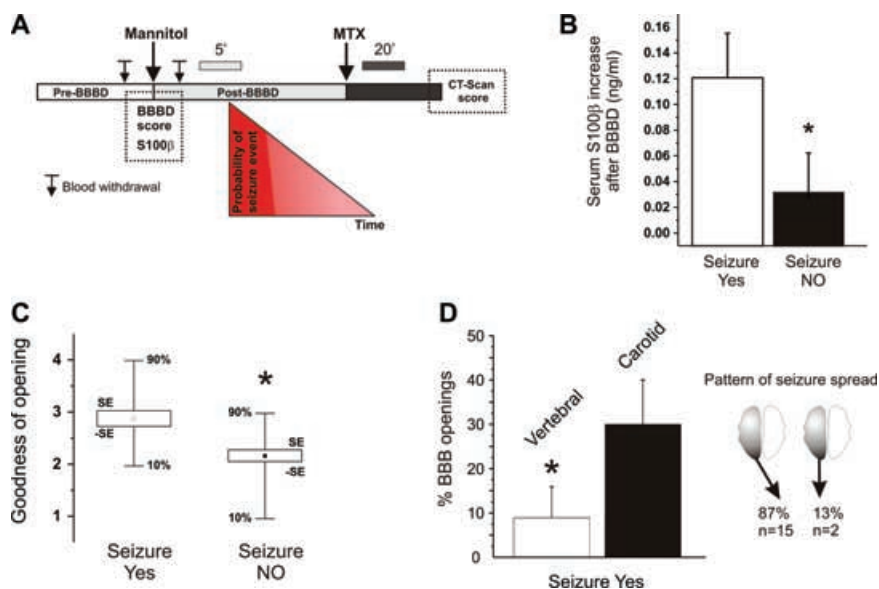 A
Mannitol
5'
MTX
20'
Pre-BBBD
Post-BBBD
CT-Scan
score
BBBD
score
S100β
Blood withdrawal
Probability of
seizure event
Time
B
Serum S100β increase
after BBBD (ng/ml)
0.16
0.14
0.12
0.10
0.08
0.06
0.04
0.02
0.00
*
Seizure
Yes
Seizure
NO
C
Goodness of opening
4
3
2
1
90%
SE
-SE
10%
*
90%
SE
-SE
10%
Seizure
Yes
Seizure
NO
D
% BBB openings
50
40
30
20
10
0
Vertebral
*
Carotid
Seizure Yes
Pattern of seizure spread
87%
n=15
13%
n=2